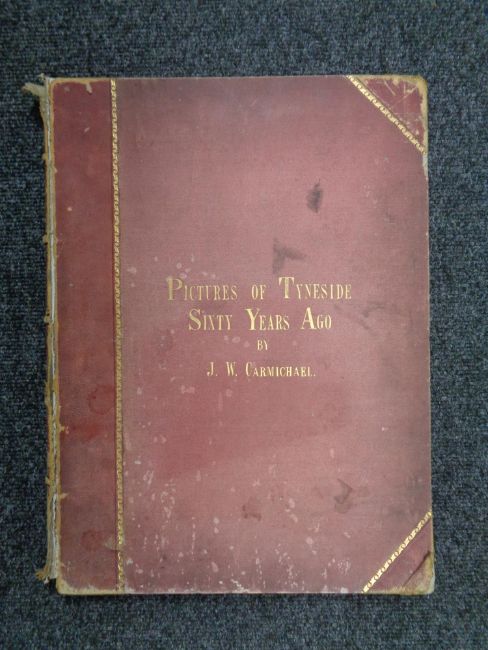 PICTURES OF TYNESIDE
SIXTY YEARS AGO
BY
J. W. CARMICHAEL.